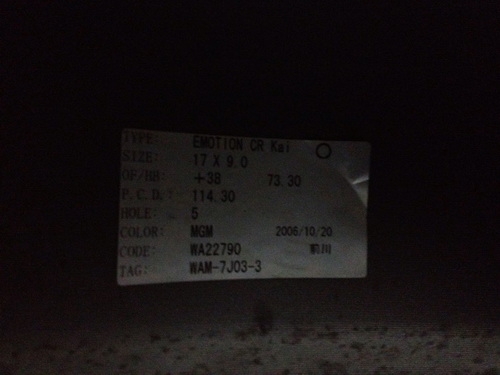 TYPE: EMOTION CR Kai
SIZE: 17 X 9.0
OF/HB: +38 73.30
P.C.D.: 114.30
HOLE: 5
COLOR: MGM 2006/10/20
CODE: WA22790
TAG: WAM-7J03-3